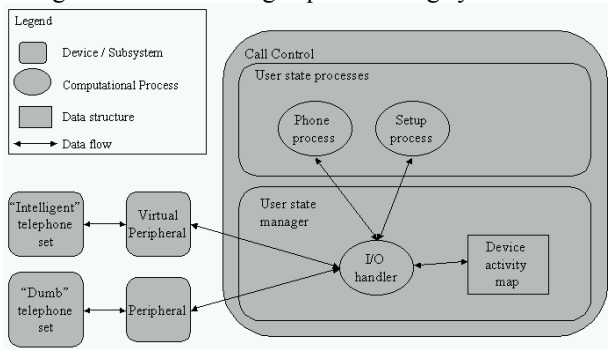 Legend
Device / Subsystem
Computational Process
Data structure
Data flow
Call Control
User state processes
Phone
process
Setup
process
User state
manager
I/O
handler
Device
activity
map
“Intelligent”
telephone
set
Virtual
Peripheral
“Dumb”
telephone
set
Peripheral